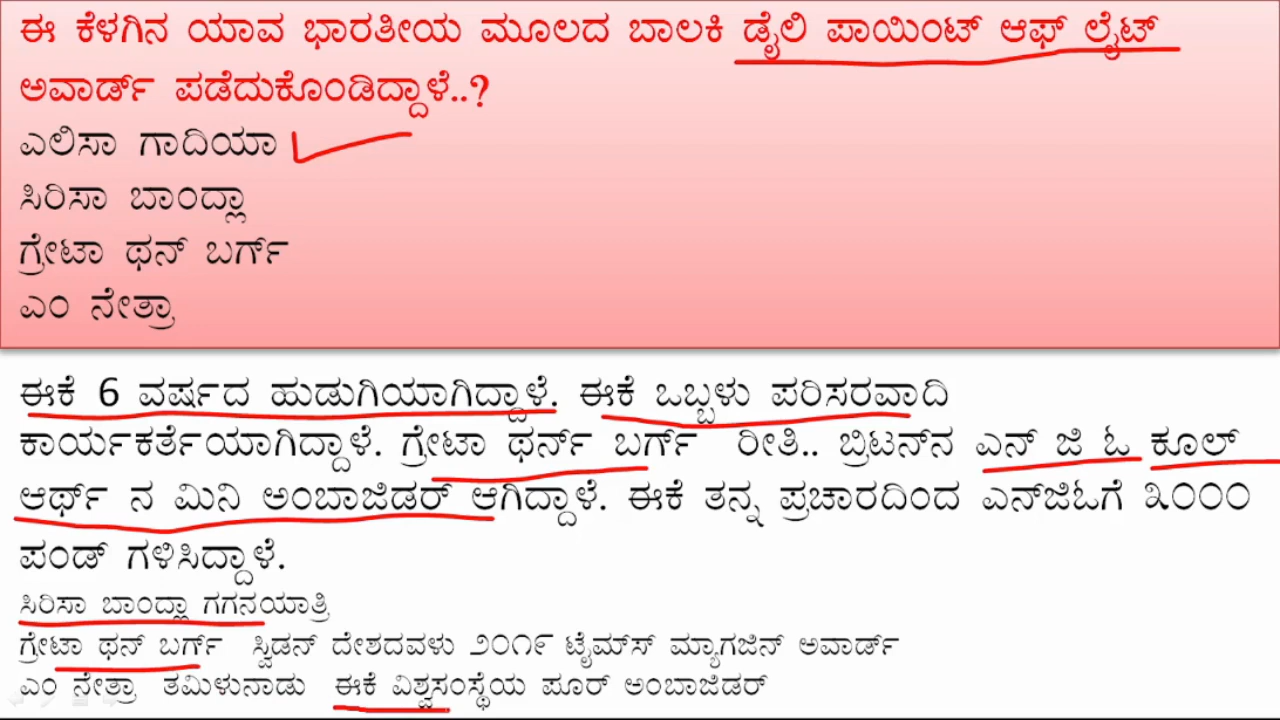 ಈ ಕೆಳಗಿನ ಯಾವ ಭಾರತೀಯ ಮೂಲದ ಬಾಲಕಿ ಡೈಲಿ ಪಾಯಿಂಟ್ ಆಫ್ ಲೈಟ್
ಅವಾರ್ಡ್ ಪಡೆದುಕೊಂಡಿದ್ದಾಳೆ..?
ಎಲಿಸಾ ಗಾದಿಯಾ
ಸಿರಿಸಾ ಬಾಂದ್ಲಾ
ಗ್ರೇಟಾ ಥನ್ ಬರ್ಗ್
ಎಂ ನೇತ್ರಾ
ಈಕೆ 6 ವರ್ಷದ ಹುಡುಗಿಯಾಗಿದ್ದಾಳೆ. ಈಕೆ ಒಬ್ಬಳು ಪರಿಸರವಾದಿ
ಕಾರ್ಯಕರ್ತೆಯಾಗಿದ್ದಾಳೆ. ಗ್ರೇಟಾ ಥರ್ನ್ ಬರ್ಗ್ ರೀತಿ.. ಬ್ರಿಟನ್‌ನ ಎನ್ ಜಿ ಓ ಕೂಲ್
ಆರ್ಥ್ ನ ಮಿನಿ ಅಂಬಾಜಿಡರ್ ಆಗಿದ್ದಾಳೆ. ಈಕೆ ತನ್ನ ಪ್ರಚಾರದಿಂದ ಎನ್‌ಜಿಓಗೆ ೩೦೦೦
ಪಂಡ್ ಗಳಿಸಿದ್ದಾಳೆ.
ಸಿರಿಸಾ ಬಾಂದ್ಲಾ ಗಗನಯಾತ್ರಿ
ಗ್ರೇಟಾ ಥನ್ ಬರ್ಗ್ ಸ್ವಿಡನ್ ದೇಶದವಳು ೨೦೧೯ ಟೈಮ್‌ಸ್ ಮ್ಯಾಗಜಿನ್ ಅವಾರ್ಡ್
ಎಂ ನೇತ್ರಾ ತಮಿಳುನಾಡು ಈಕೆ ವಿಶ್ವಸಂಸ್ಥೆಯ ಪೂರ್ ಅಂಬಾಜಿಡರ್